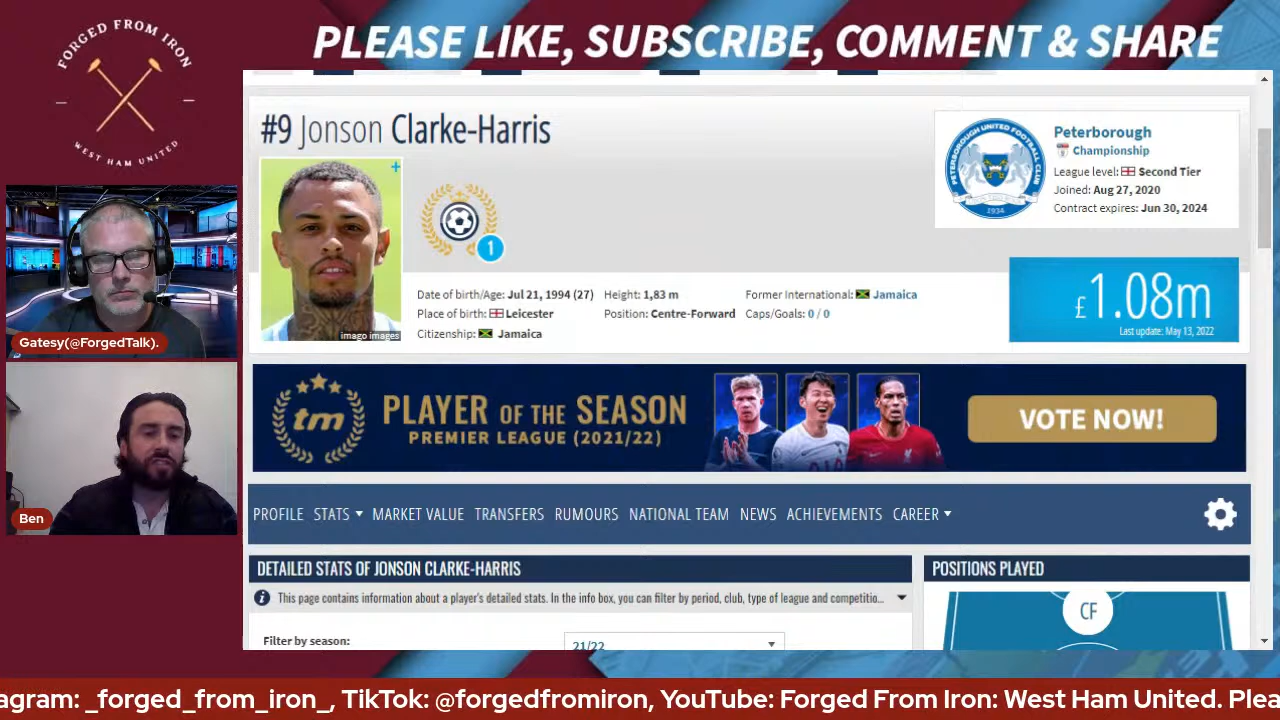 FORGED FROM IRON
WEST HAM UNITED
PLEASE LIKE, SUBSCRIBE, COMMENT & SHARE
#9 Jonson Clarke-Harris
+
imago images
1
Date of birth/Age: Jul 21, 1994 (27)
Place of birth: Leicester
Citizenship: Jamaica
Height: 1,83 m
Position: Centre-Forward
Former International: Jamaica
Caps/Goals: 0 / 0
PETERBOROUGH UNITED FOOTBALL CLUB
1934
Peterborough
Championship
League level: Second Tier
Joined: Aug 27, 2020
Contract expires: Jun 30, 2024
£1.08m
Last update: May 13, 2022
Gatesy(@ForgedTalk).
Ben
tm
PLAYER OF THE SEASON
PREMIER LEAGUE (2021/22)
VOTE NOW!
PROFILE STATS MARKET VALUE TRANSFERS RUMOURS NATIONAL TEAM NEWS ACHIEVEMENTS CAREER
DETAILED STATS OF JONSON CLARKE-HARRIS
This page contains information about a player's detailed stats. In the info box, you can filter by period, club, type of league and competitio...
Filter by season:
21/22
POSITIONS PLAYED
CF
agram: _forged_from_iron_, TikTok: @forgedfromiron, YouTube: Forged From Iron: West Ham United. Plea